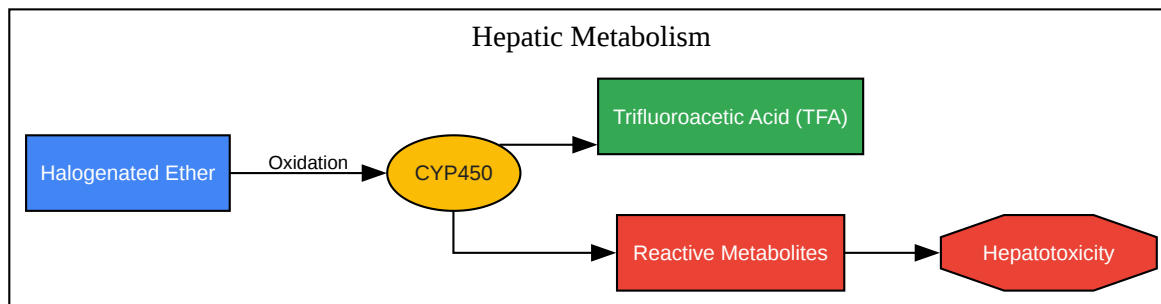 Hepatic Metabolism
Halogenated Ether
Oxidation
CYP450
Trifluoroacetic Acid (TFA)
Reactive Metabolites
Hepatotoxicity